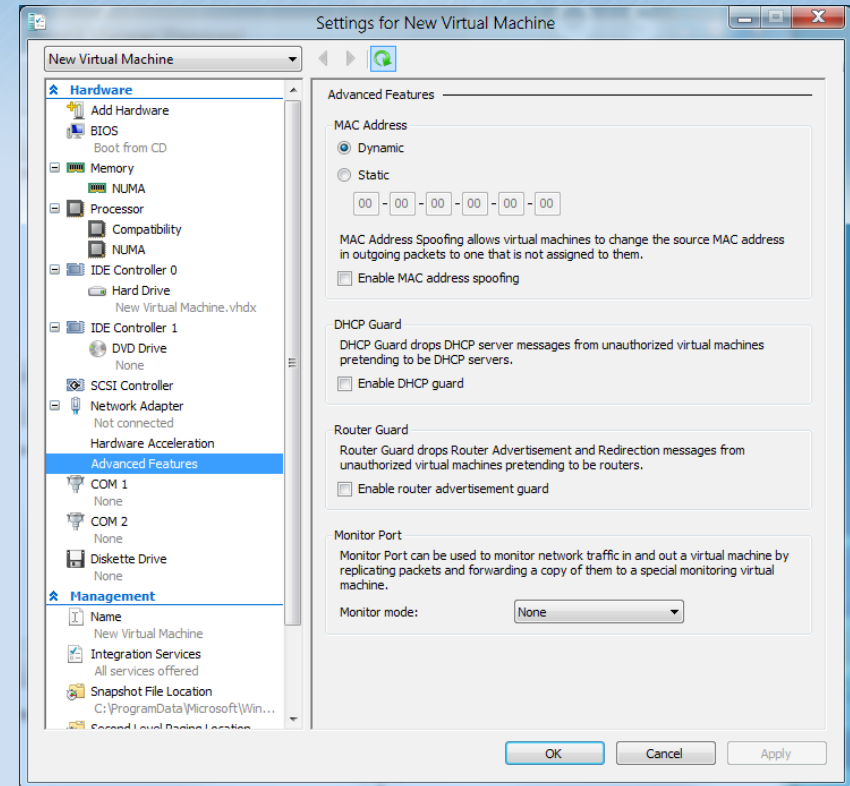 Settings for New Virtual Machine
X
New Virtual Machine
Hardware
Add Hardware
BIOS
Boot from CD
Memory
NUMA
Processor
Compatibility
NUMA
IDE Controller 0
Hard Drive
New Virtual Machine.vhdx
IDE Controller 1
DVD Drive
None
SCSI Controller
Network Adapter
Not connected
Hardware Acceleration
Advanced Features
COM 1
None
COM 2
None
Diskette Drive
None
Management
Name
New Virtual Machine
Integration Services
All services offered
Snapshot File Location
C:\ProgramData\Microsoft\Win...
Second Level Paging Location
Advanced Features
MAC Address
Dynamic
Static
00 - 00 - 00 - 00 - 00 - 00
MAC Address Spoofing allows virtual machines to change the source MAC address
in outgoing packets to one that is not assigned to them.
Enable MAC address spoofing
DHCP Guard
DHCP Guard drops DHCP server messages from unauthorized virtual machines
pretending to be DHCP servers.
Enable DHCP guard
Router Guard
Router Guard drops Router Advertisement and Redirection messages from
unauthorized virtual machines pretending to be routers.
Enable router advertisement guard
Monitor Port
Monitor Port can be used to monitor network traffic in and out a virtual machine by
replicating packets and forwarding a copy of them to a special monitoring virtual
machine.
Monitor mode: None
OK Cancel Apply